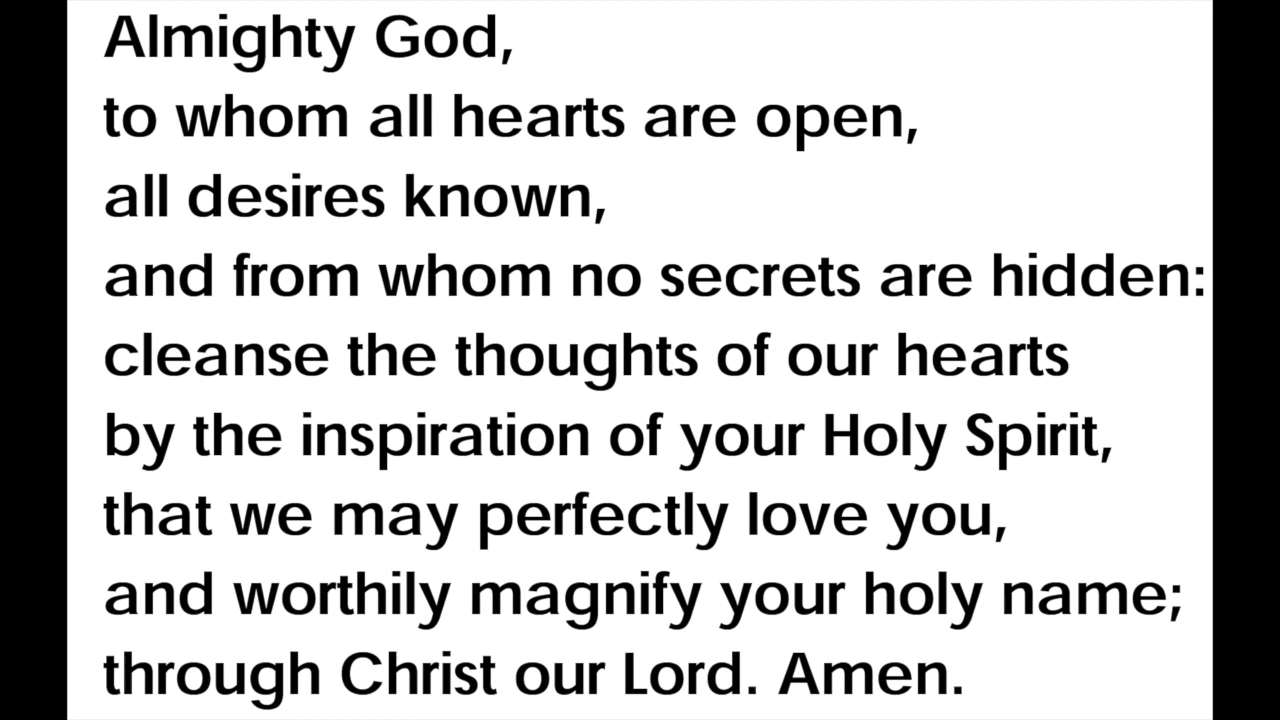 Almighty God,
to whom all hearts are open,
all desires known,
and from whom no secrets are hidden:
cleanse the thoughts of our hearts
by the inspiration of your Holy Spirit,
that we may perfectly love you,
and worthily magnify your holy name;
through Christ our Lord. Amen.